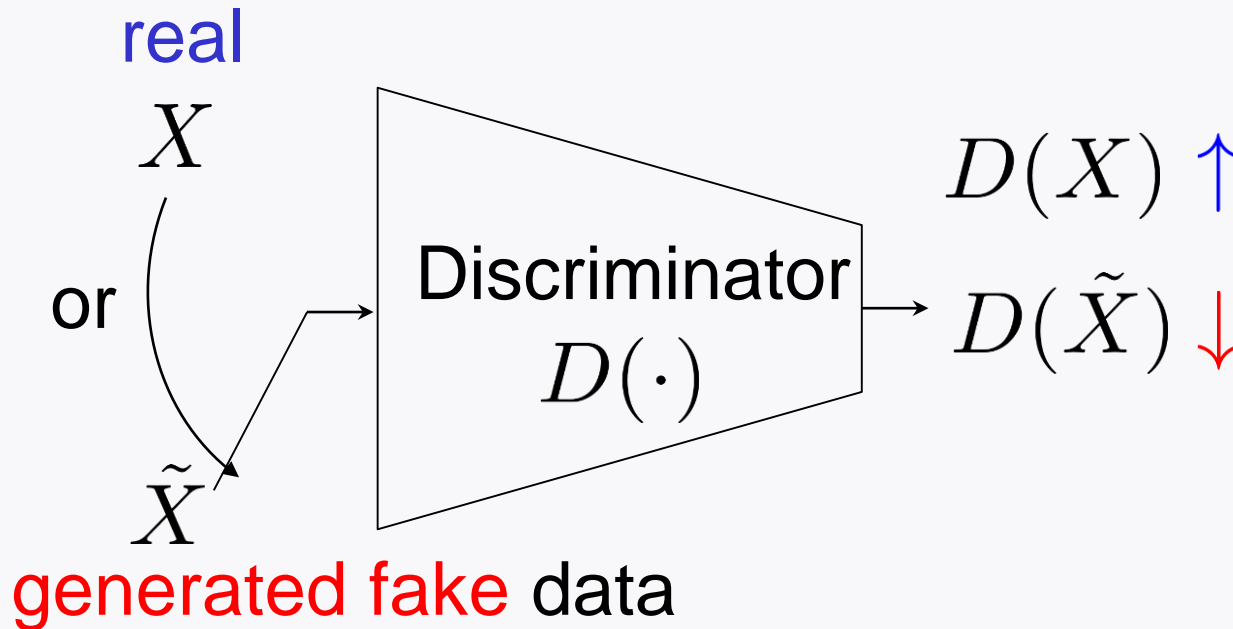 real
X
or
X̃
generated fake data
Discriminator
D(·)
D(X) ↑
D(X̃) ↓